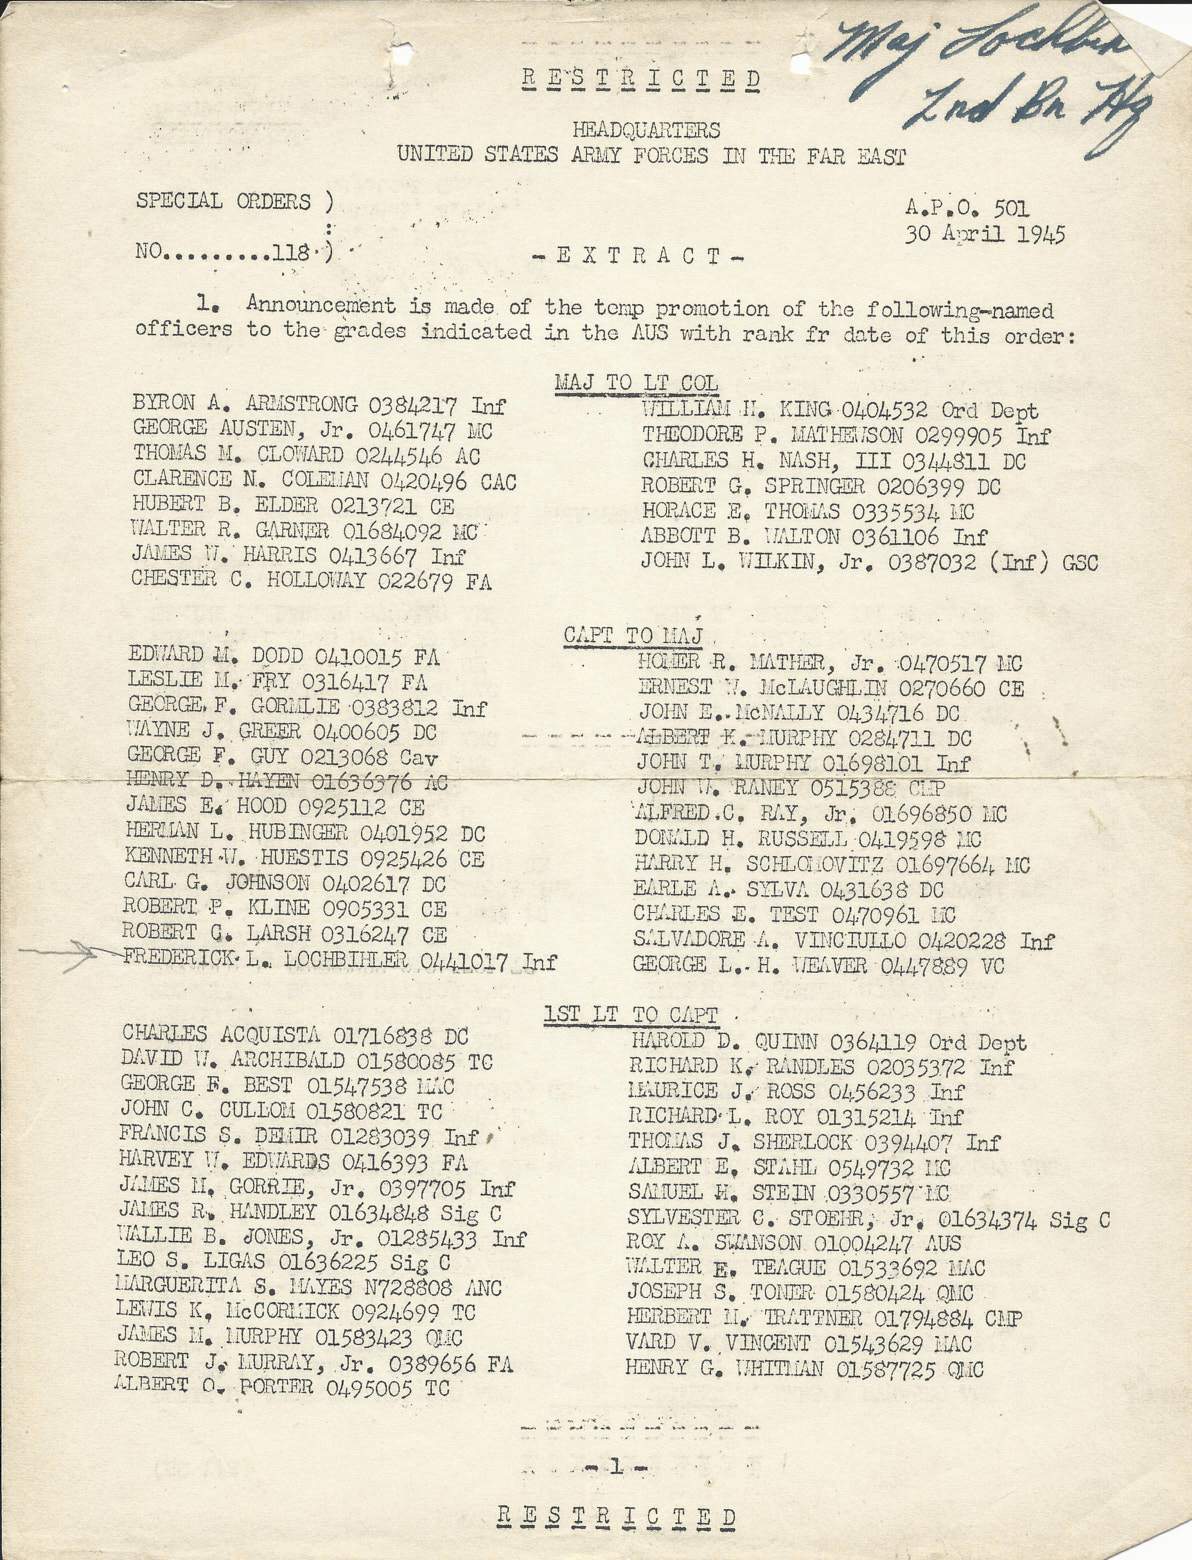 Maj Lochbih
2nd Bn Hq
RESTRICTED
HEADQUARTERS
UNITED STATES ARMY FORCES IN THE FAR EAST
SPECIAL ORDERS )
:
NO..........118 )
A.P.O. 501
30 April 1945
- E X T R A C T -
1. Announcement is made of the temp promotion of the following-named
officers to the grades indicated in the AUS with rank fr date of this order:
MAJ TO LT COL
BYRON A. ARMSTRONG 0384217 Inf
GEORGE AUSTEN, Jr. 0461747 MC
THOMAS M. CLOWARD 0244546 AC
CLARENCE N. COLEMAN 0420496 CAC
HUBERT B. ELDER 0213721 CE
WALTER R. GARNER 01684092 MC
JAMES W. HARRIS 0413667 Inf
CHESTER C. HOLLOWAY 022679 FA
WILLIAM H. KING 0404532 Ord Dept
THEODORE P. MATHEWSON 0299905 Inf
CHARLES H. NASH, III 0344811 DC
ROBERT G. SPRINGER 0206399 DC
HORACE E. THOMAS 0335534 MC
ABBOTT B. WALTON 0361106 Inf
JOHN L. WILKIN, Jr. 0387032 (Inf) GSC
CAPT TO MAJ
EDWARD M. DODD 0410015 FA
LESLIE M. FRY 0316417 FA
GEORGE F. GORMLIE 0383812 Inf
WAYNE J. GREER 0400605 DC
GEORGE F. GUY 0213068 Cav
HENRY D. HAYEN 01636376 AC
JAMES E. HOOD 0925112 CE
HERMAN L. HUBINGER 0401952 DC
KENNETH W. HUESTIS 0925426 CE
CARL G. JOHNSON 0402617 DC
ROBERT P. KLINE 0905331 CE
ROBERT C. LARSH 0316247 CE
FREDERICK L. LOCHBIHLER 0441017 Inf
HOMER R. MATHER, Jr. 0470517 MC
ERNEST W. McLAUGHLIN 0270660 CE
JOHN E. McNALLY 0434716 DC
ALBERT K. MURPHY 0284711 DC
JOHN T. MURPHY 01698101 Inf
JOHN W. RANEY 0515388 CMP
ALFRED C. RAY, Jr. 01696850 MC
DONALD H. RUSSELL 0419598 MC
HARRY H. SCHLOMOVITZ 01697664 MC
EARLE A. SYLVA 0431638 DC
CHARLES E. TEST 0470961 MC
SALVADORE A. VINCIULLO 0420228 Inf
GEORGE L. H. WEAVER 0447889 VC
1ST LT TO CAPT
CHARLES ACQUISTA 01716838 DC
DAVID W. ARCHIBALD 01580085 TC
GEORGE F. BEST 01547538 MAC
JOHN C. CULLOM 01580821 TC
FRANCIS S. DEMIR 01283039 Inf
HARVEY W. EDWARDS 0416393 FA
JAMES M. GORRIE, Jr. 0397705 Inf
JAMES R. HANDLEY 01634848 Sig C
WALLIE B. JONES, Jr. 01285433 Inf
LEO S. LIGAS 01636225 Sig C
MARGUERITA S. MAYES N728808 ANC
LEWIS K. McCORMICK 0924699 TC
JAMES M. MURPHY 01583423 QMC
ROBERT J. MURRAY, Jr. 0389656 FA
ALBERT O. PORTER 0495005 TC
HAROLD D. QUINN 0364119 Ord Dept
RICHARD K. RANDLES 02035372 Inf
MAURICE J. ROSS 0456233 Inf
RICHARD L. ROY 01315214 Inf
THOMAS J. SHERLOCK 0394407 Inf
ALBERT E. STAHL 0549732 MC
SAMUEL H. STEIN 0330557 MC
SYLVESTER C. STOEHR, Jr. 01634374 Sig C
ROY A. SWANSON 01004247 AUS
WALTER E. TEAGUE 01533692 MAC
JOSEPH S. TONER 01580424 QMC
HERBERT M. TRATTNER 01794884 CMP
VARD V. VINCENT 01543629 MAC
HENRY G. WHITMAN 01587725 QMC
- 1 -
RESTRICTED